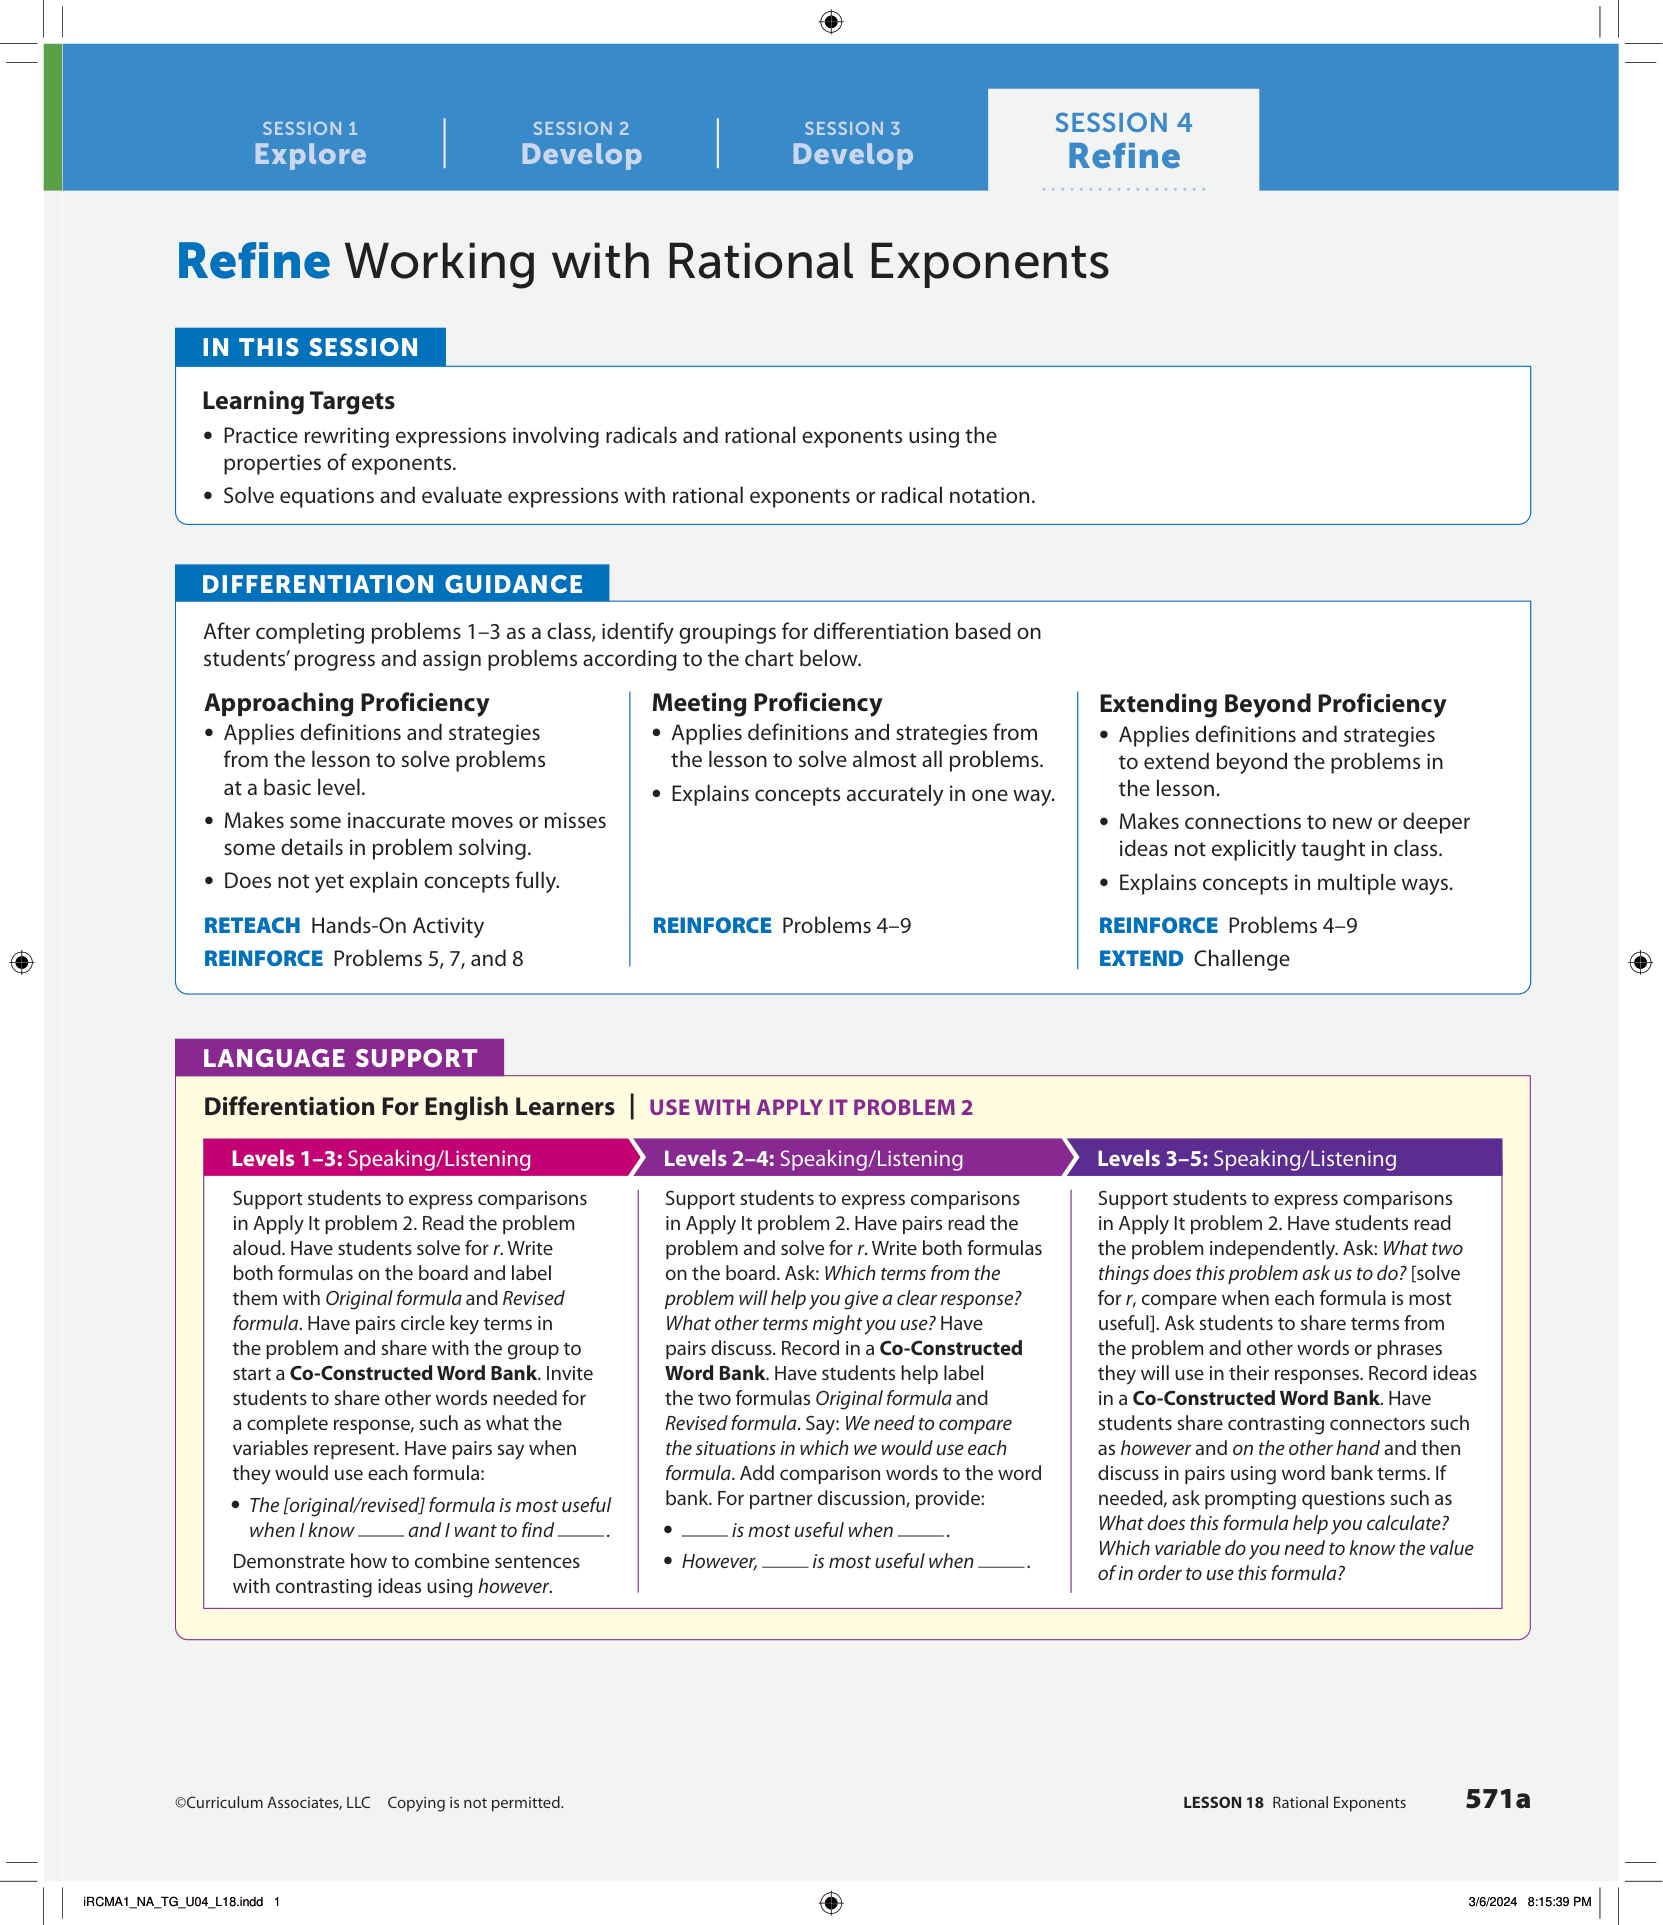 SESSION 1
Explore
SESSION 2
Develop
SESSION 3
Develop
SESSION 4
Refine
Refine Working with Rational Exponents
IN THIS SESSION
Learning Targets
• Practice rewriting expressions involving radicals and rational exponents using the
properties of exponents.
• Solve equations and evaluate expressions with rational exponents or radical notation.
DIFFERENTIATION GUIDANCE
After completing problems 1–3 as a class, identify groupings for differentiation based on
students’ progress and assign problems according to the chart below.
Approaching Proficiency
• Applies definitions and strategies
from the lesson to solve problems
at a basic level.
• Makes some inaccurate moves or misses
some details in problem solving.
• Does not yet explain concepts fully.
RETEACH Hands-On Activity
REINFORCE Problems 5, 7, and 8
Meeting Proficiency
• Applies definitions and strategies from
the lesson to solve almost all problems.
• Explains concepts accurately in one way.
REINFORCE Problems 4–9
Extending Beyond Proficiency
• Applies definitions and strategies
to extend beyond the problems in
the lesson.
• Makes connections to new or deeper
ideas not explicitly taught in class.
• Explains concepts in multiple ways.
REINFORCE Problems 4–9
EXTEND Challenge
LANGUAGE SUPPORT
Differentiation For English Learners | USE WITH APPLY IT PROBLEM 2
Levels 1–3: Speaking/Listening
Support students to express comparisons
in Apply It problem 2. Read the problem
aloud. Have students solve for r. Write
both formulas on the board and label
them with Original formula and Revised
formula. Have pairs circle key terms in
the problem and share with the group to
start a Co-Constructed Word Bank. Invite
students to share other words needed for
a complete response, such as what the
variables represent. Have pairs say when
they would use each formula:
• The [original/revised] formula is most useful
when I know _____ and I want to find _____.
Demonstrate how to combine sentences
with contrasting ideas using however.
Levels 2–4: Speaking/Listening
Support students to express comparisons
in Apply It problem 2. Have pairs read the
problem and solve for r. Write both formulas
on the board. Ask: Which terms from the
problem will help you give a clear response?
What other terms might you use? Have
pairs discuss. Record in a Co-Constructed
Word Bank. Have students help label
the two formulas Original formula and
Revised formula. Say: We need to compare
the situations in which we would use each
formula. Add comparison words to the word
bank. For partner discussion, provide:
• _____ is most useful when _____.
• However, _____ is most useful when _____.
Levels 3–5: Speaking/Listening
Support students to express comparisons
in Apply It problem 2. Have students read
the problem independently. Ask: What two
things does this problem ask us to do? [solve
for r, compare when each formula is most
useful]. Ask students to share terms from
the problem and other words or phrases
they will use in their responses. Record ideas
in a Co-Constructed Word Bank. Have
students share contrasting connectors such
as however and on the other hand and then
discuss in pairs using word bank terms. If
needed, ask prompting questions such as
What does this formula help you calculate?
Which variable do you need to know the value
of in order to use this formula?
©Curriculum Associates, LLC Copying is not permitted.
LESSON 18 Rational Exponents 571a
iRCMA1_NA_TG_U04_L18.indd 1
3/6/2024 8:15:39 PM